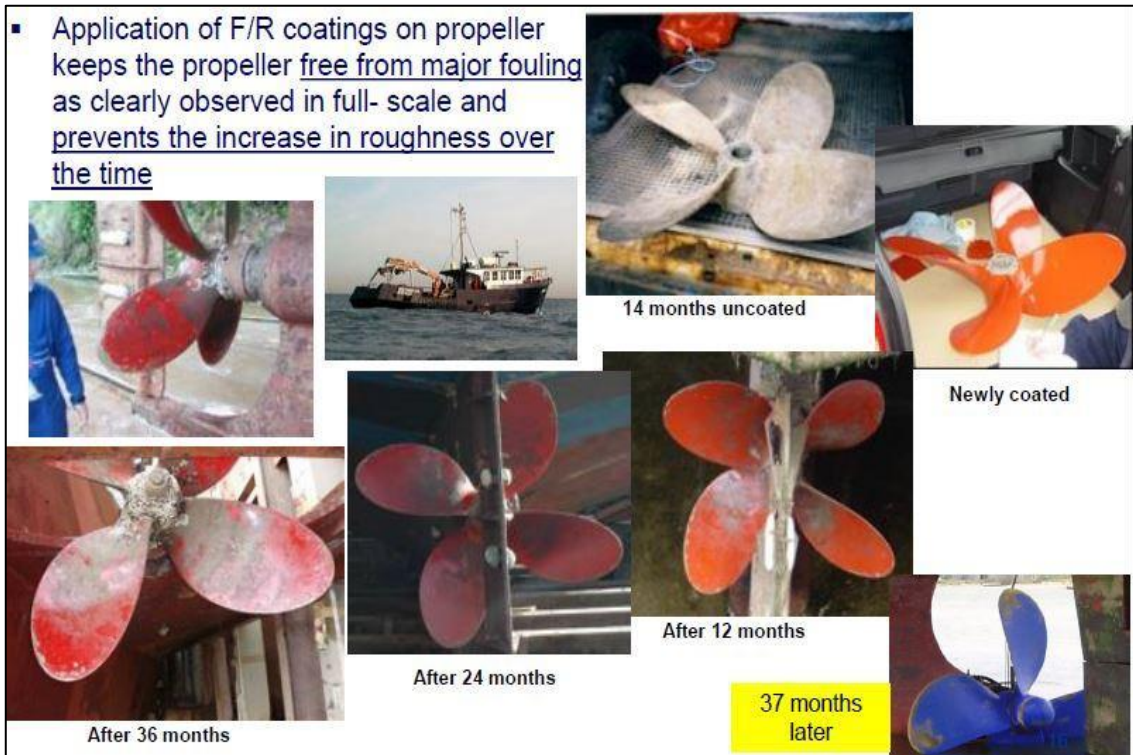 ▪ Application of F/R coatings on propeller
keeps the propeller free from major fouling
as clearly observed in full- scale and
prevents the increase in roughness over
the time
14 months uncoated
Newly coated
After 12 months
After 24 months
After 36 months
37 months
later
16